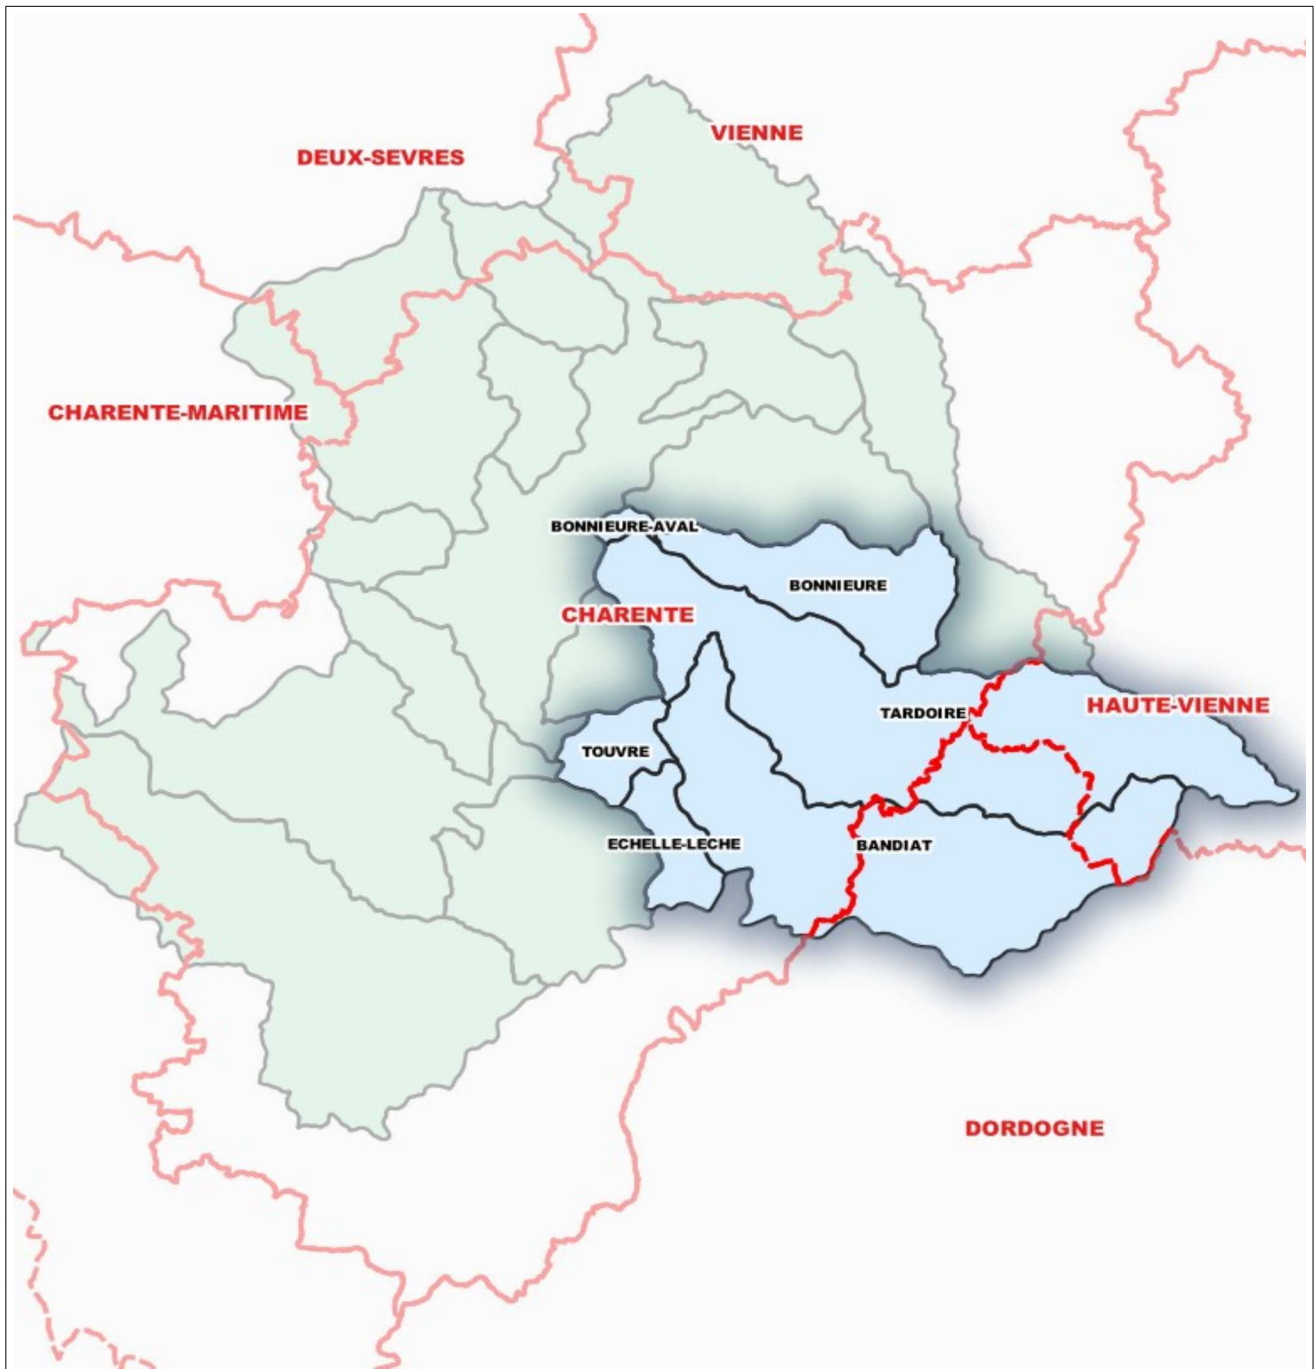 VIENNE
DEUX-SEVRES
CHARENTE-MARITIME
BONNIEURE-AVAL
BONNIEURE
CHARENTE
HAUTE-VIENNE
TARDOIRE
TOUVRE
ECHELLE-LECHE
BANDIAT
DORDOGNE